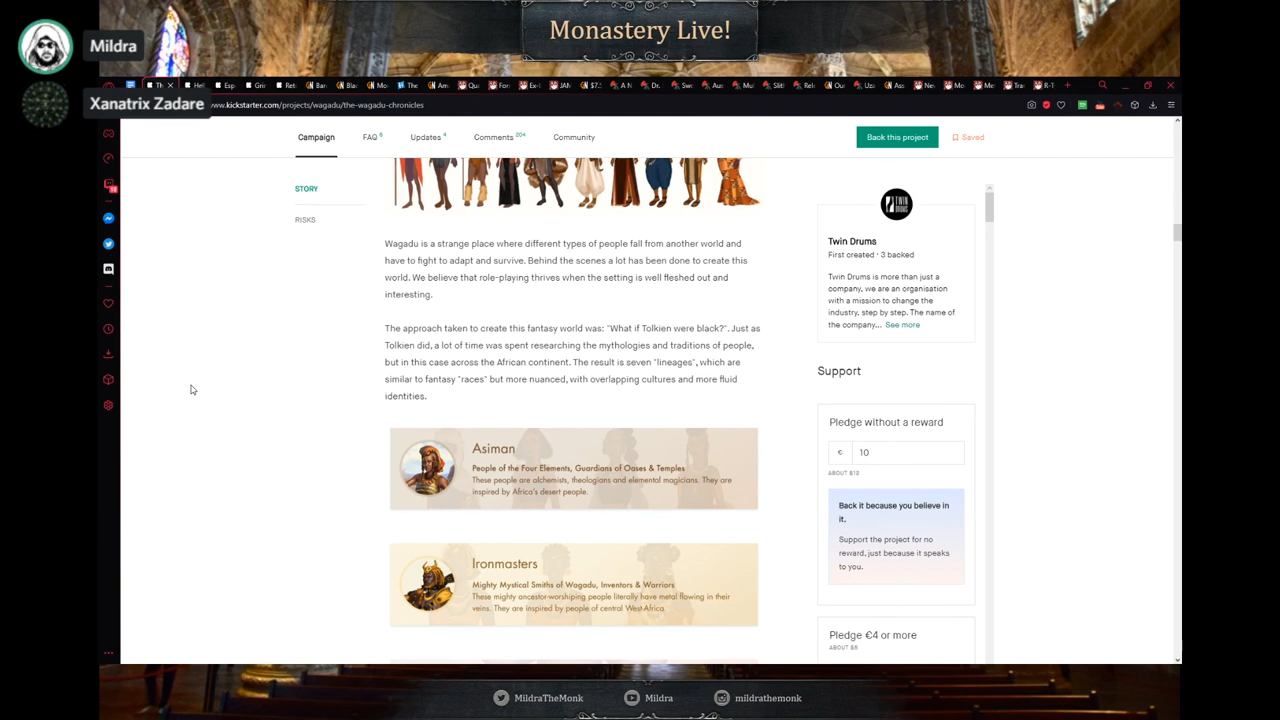 Monastery Live!
Mildra
Xanatrix Zadare
www.kickstarter.com/projects/wagadu/the-wagadu-chronicles
Campaign FAQ 6 Updates 4 Comments 204 Community Back this project Saved
STORY
RISKS
Wagadu is a strange place where different types of people fall from another world and
have to fight to adapt and survive. Behind the scenes a lot has been done to create this
world. We believe that role-playing thrives when the setting is well fleshed out and
interesting.
The approach taken to create this fantasy world was: "What if Tolkien were black?". Just as
Tolkien did, a lot of time was spent researching the mythologies and traditions of people,
but in this case across the African continent. The result is seven "lineages", which are
similar to fantasy "races" but more nuanced, with overlapping cultures and more fluid
identities.
Asiman
People of the Four Elements, Guardians of Oases & Temples
These people are alchemists, theologians and elemental magicians. They are
inspired by Africa's desert people.
Ironmasters
Mighty Mystical Smiths of Wagadu, Inventors & Warriors
These mighty ancestor-worshiping people literally have metal flowing in their
veins. They are inspired by people of central West-Africa.
TWIN
DRUMS
Twin Drums
First created · 3 backed
Twin Drums is more than just a
company, we are an organisation
with a mission to change the
industry, step by step. The name of
the company... See more
Support
Pledge without a reward
€ 10
ABOUT $12
Back it because you believe in
it.
Support the project for no
reward, just because it speaks
to you.
Pledge €4 or more
ABOUT $5
MildraTheMonk Mildra mildrathemonk